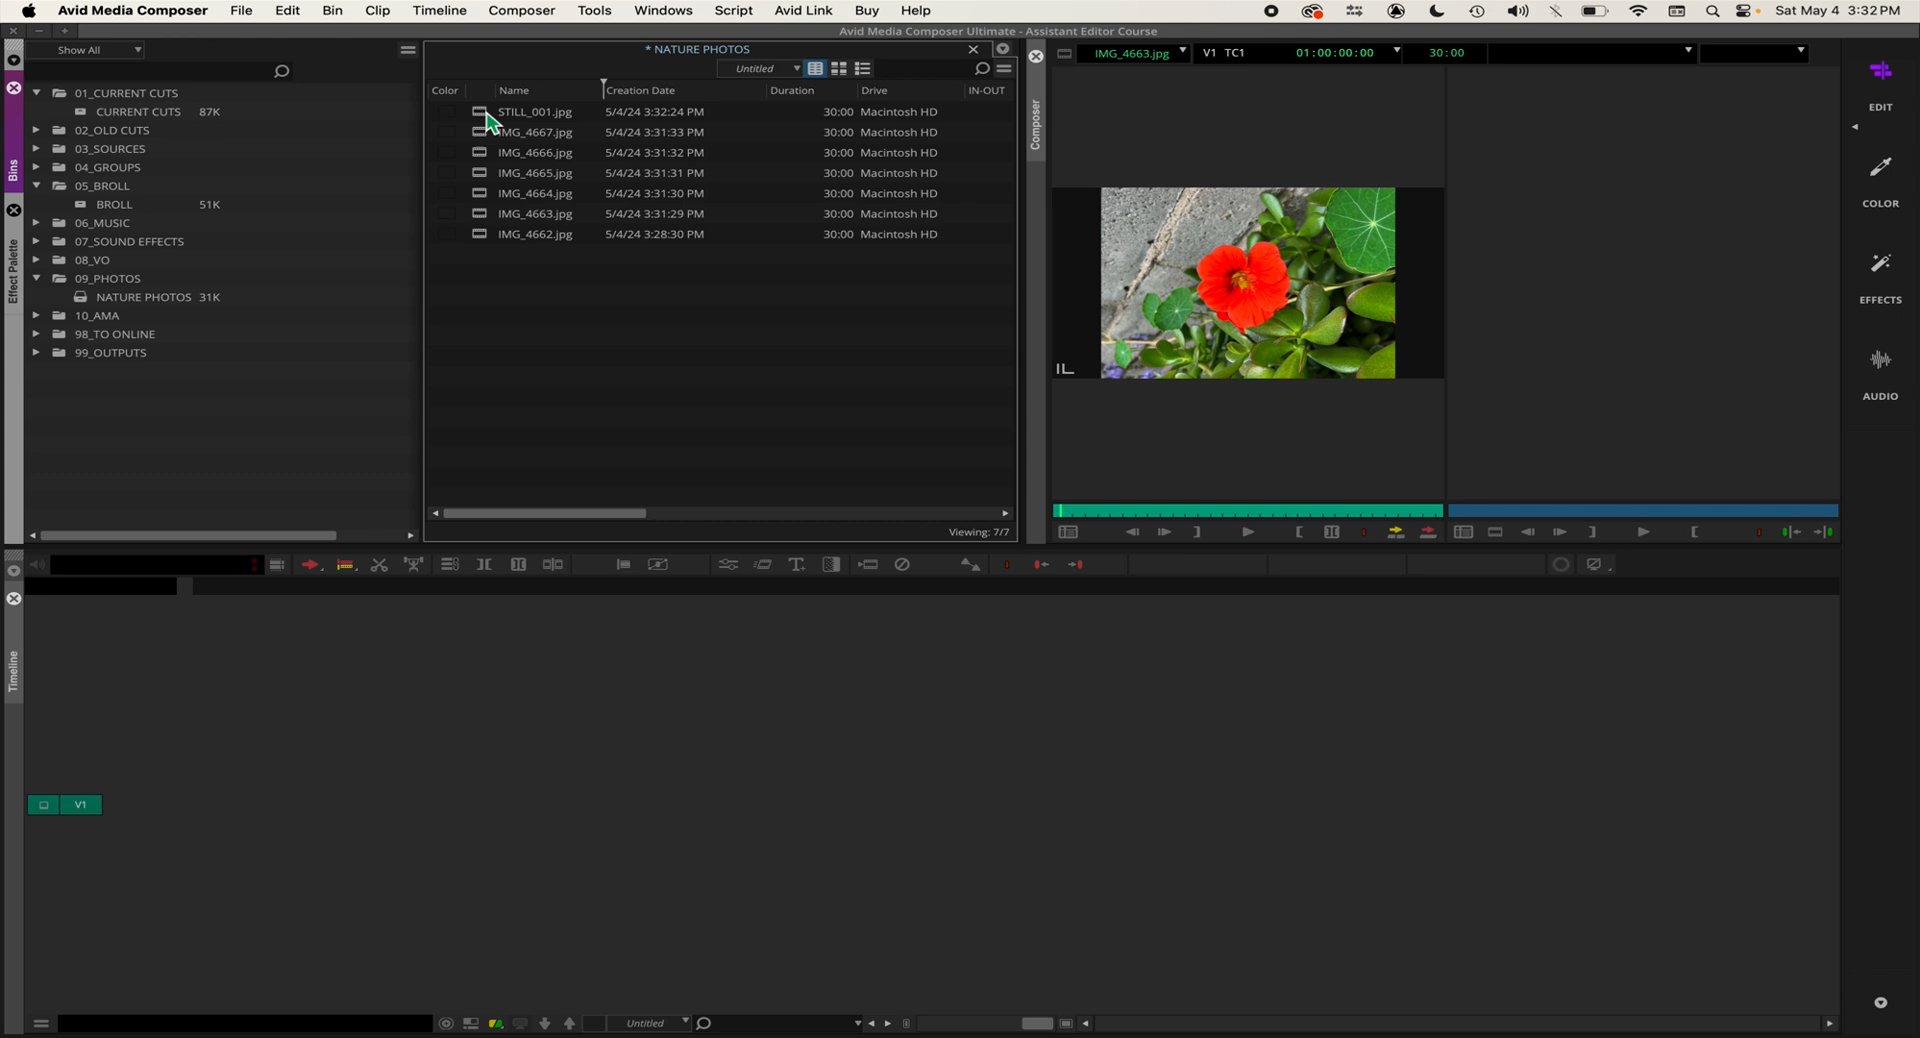 Avid Media Composer File Edit Bin Clip Timeline Composer Tools Windows Script Avid Link Buy Help Sat May 4 3:32 PM
Avid Media Composer Ultimate - Assistant Editor Course
Show All
* NATURE PHOTOS
IMG_4663.jpg V1 TC1 01:00:00:00 30:00
Untitled
Color Name Creation Date Duration Drive IN-OUT
STILL_001.jpg 5/4/24 3:32:24 PM 30:00 Macintosh HD
IMG_4667.jpg 5/4/24 3:31:33 PM 30:00 Macintosh HD
IMG_4666.jpg 5/4/24 3:31:32 PM 30:00 Macintosh HD
IMG_4665.jpg 5/4/24 3:31:31 PM 30:00 Macintosh HD
IMG_4664.jpg 5/4/24 3:31:30 PM 30:00 Macintosh HD
IMG_4663.jpg 5/4/24 3:31:29 PM 30:00 Macintosh HD
IMG_4662.jpg 5/4/24 3:28:30 PM 30:00 Macintosh HD
Viewing: 7/7
01_CURRENT CUTS
CURRENT CUTS 87K
02_OLD CUTS
03_SOURCES
04_GROUPS
05_BROLL
BROLL 51K
06_MUSIC
07_SOUND EFFECTS
08_VO
09_PHOTOS
NATURE PHOTOS 31K
10_AMA
98_TO ONLINE
99_OUTPUTS
Bins
Effect Palette
Composer
IL
EDIT
COLOR
EFFECTS
AUDIO
Timeline
V1
Untitled